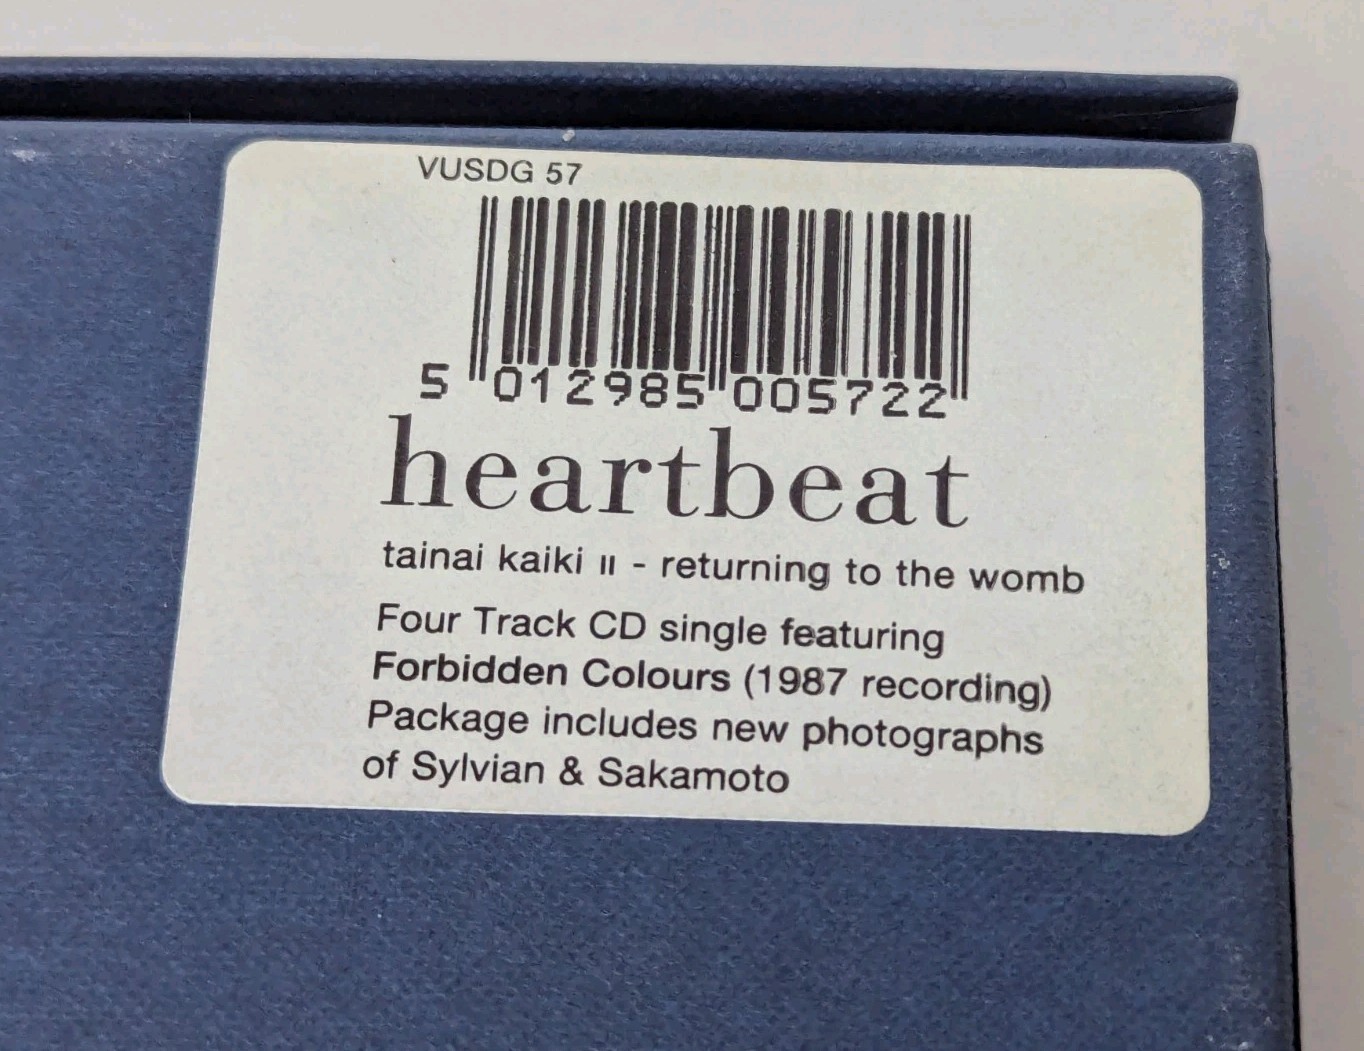 VUSDG 57
5 012985 005722
heartbeat
tainai kaiki II - returning to the womb
Four Track CD single featuring
Forbidden Colours (1987 recording)
Package includes new photographs
of Sylvian & Sakamoto